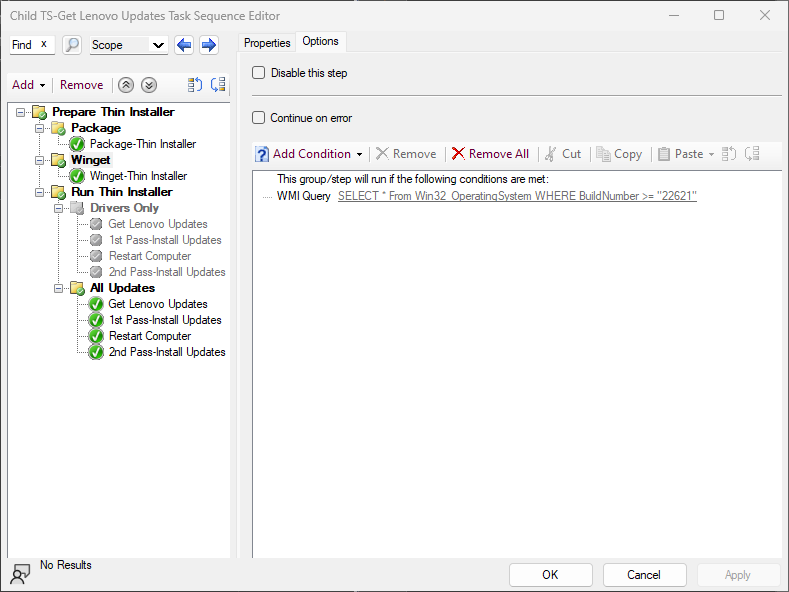 Child TS-Get Lenovo Updates Task Sequence Editor
Find x Scope
Properties Options
Add Remove
Disable this step
Continue on error
Add Condition Remove Remove All Cut Copy Paste
This group/step will run if the following conditions are met:
WMI Query SELECT * From Win32_OperatingSystem WHERE BuildNumber >= "22621"
Prepare Thin Installer
Package
Package-Thin Installer
Winget
Winget-Thin Installer
Run Thin Installer
Drivers Only
Get Lenovo Updates
1st Pass-Install Updates
Restart Computer
2nd Pass-Install Updates
All Updates
Get Lenovo Updates
1st Pass-Install Updates
Restart Computer
2nd Pass-Install Updates
No Results
OK Cancel Apply